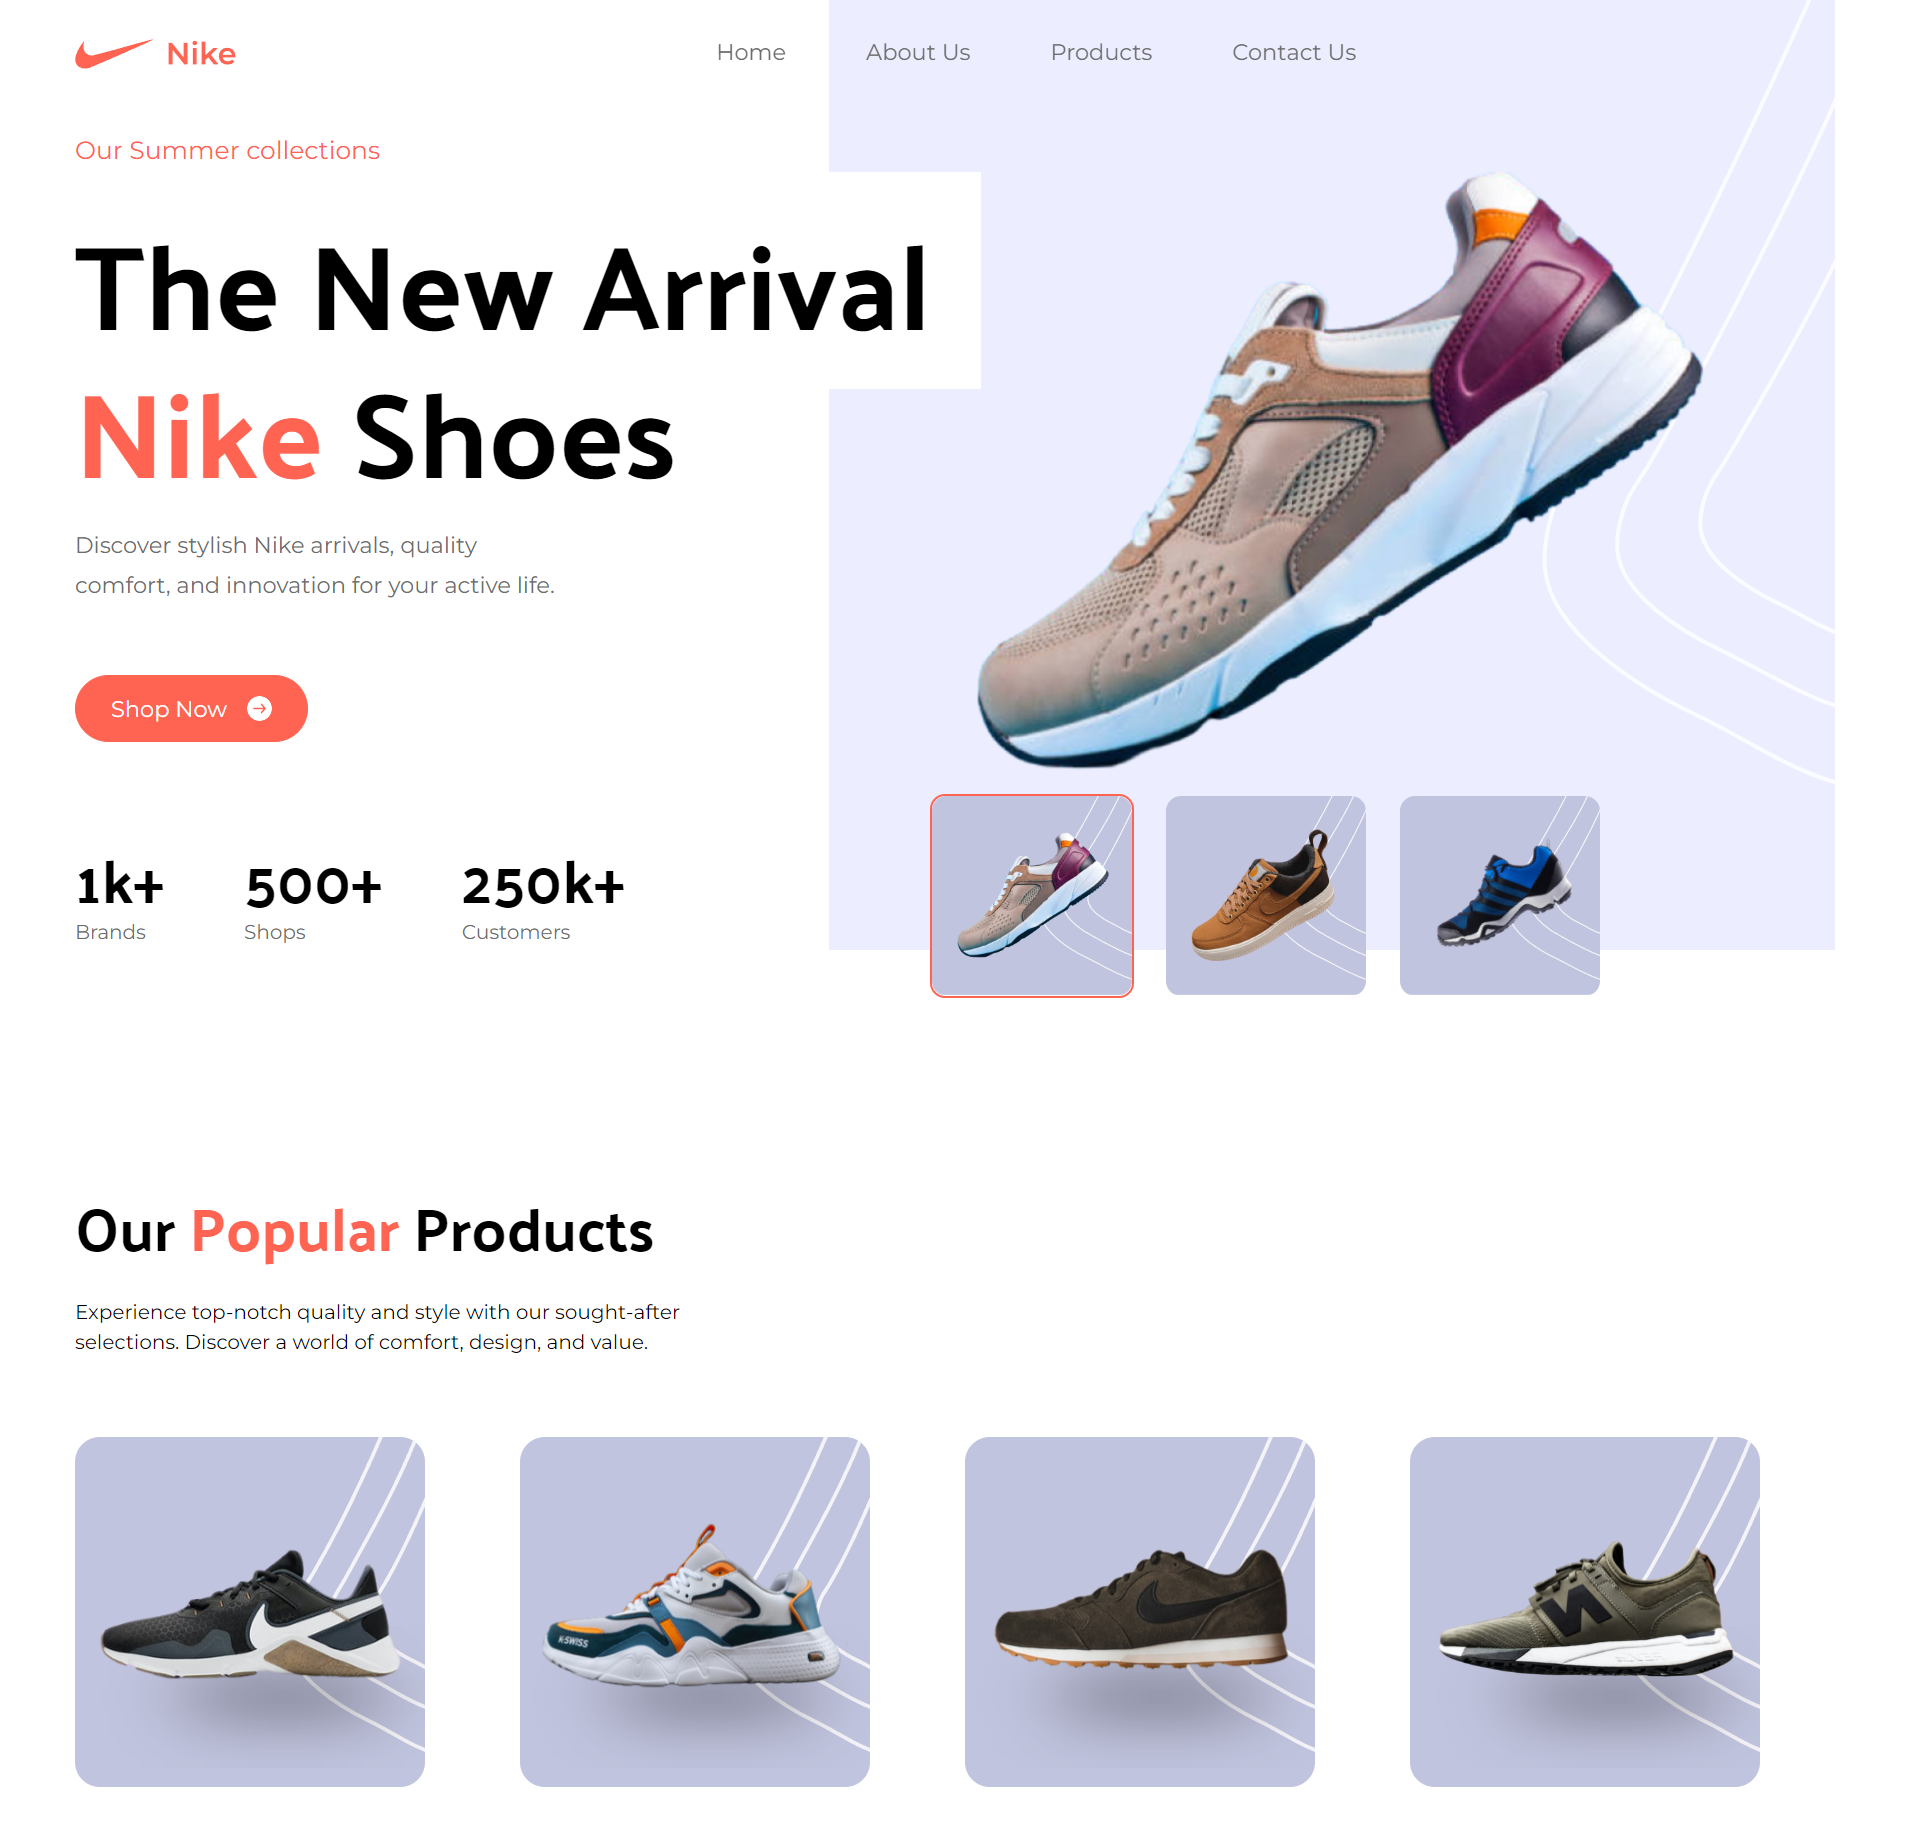 Nike
Home
About Us
Products
Contact Us
Our Summer collections
The New Arrival
Nike Shoes
Discover stylish Nike arrivals, quality
comfort, and innovation for your active life.
Shop Now
1k+
Brands
500+
Shops
250k+
Customers
Our Popular Products
Experience top-notch quality and style with our sought-after
selections. Discover a world of comfort, design, and value.
K-SWISS
N